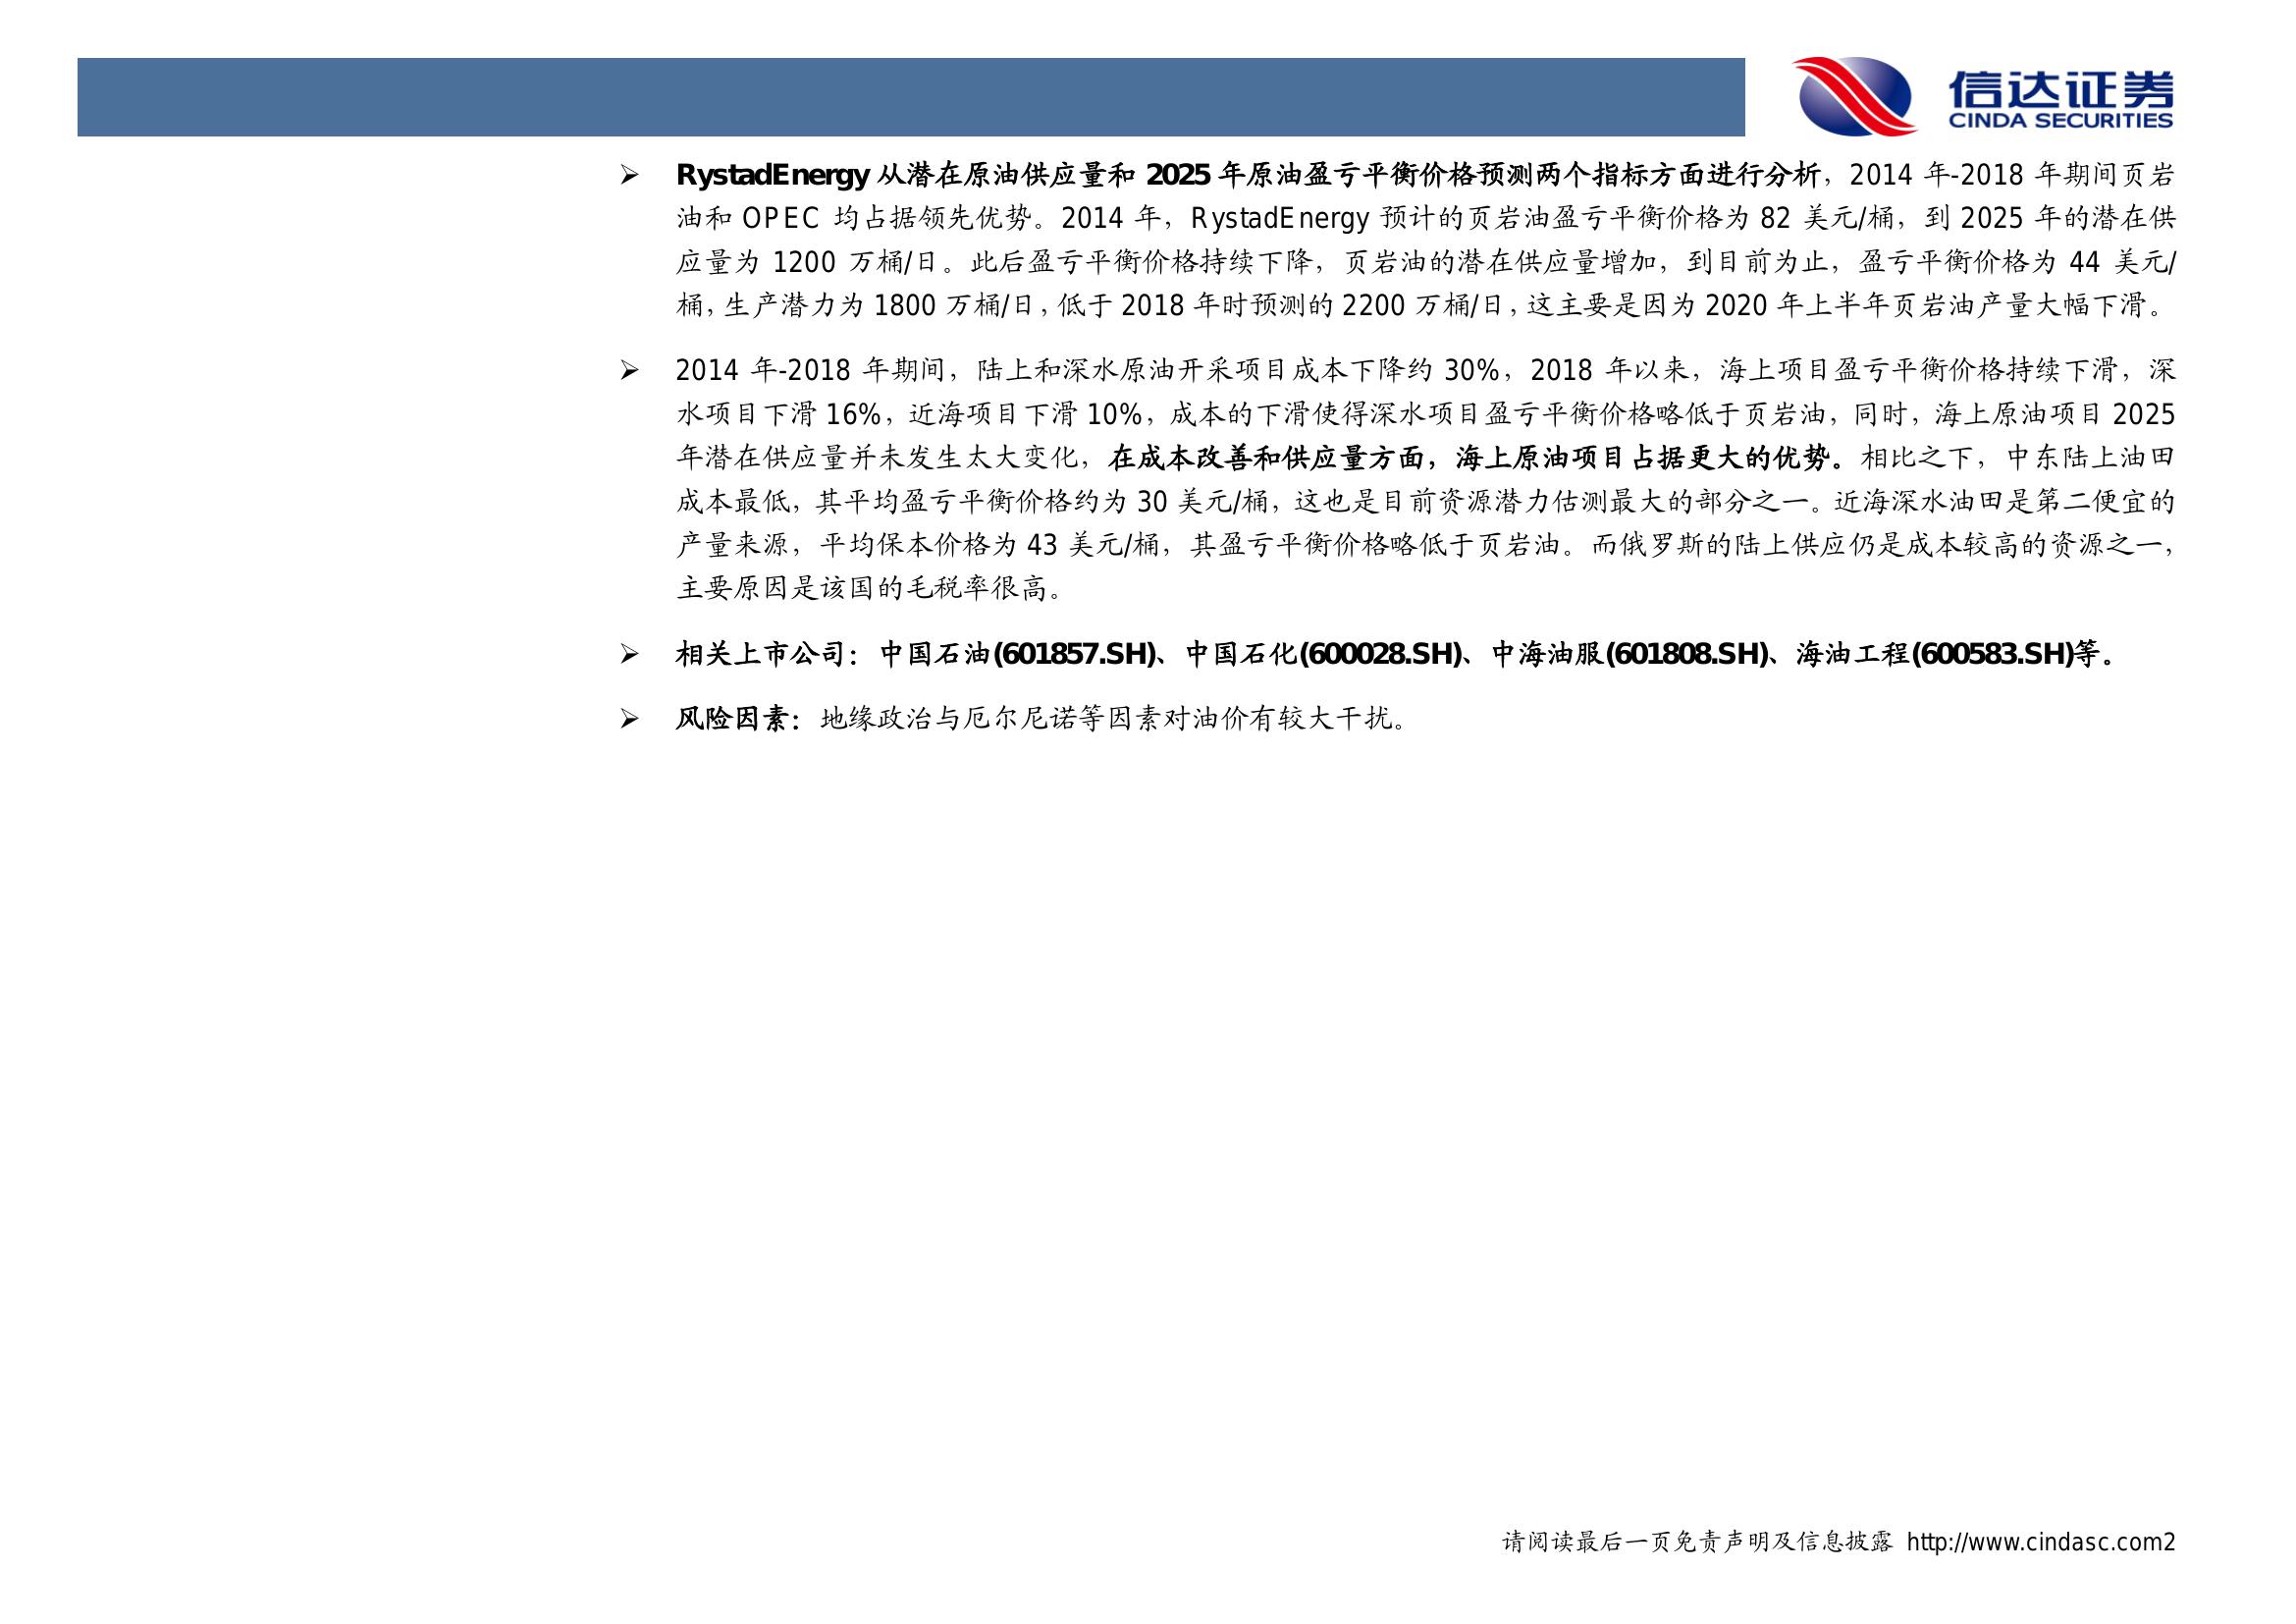 信达证券
CINDA SECURITIES
➢ RystadEnergy 从潜在原油供应量和 2025 年原油盈亏平衡价格预测两个指标方面进行分析，2014 年-2018 年期间页岩
油和 OPEC 均占据领先优势。2014 年，RystadEnergy 预计的页岩油盈亏平衡价格为 82 美元/桶，到 2025 年的潜在供
应量为 1200 万桶/日。此后盈亏平衡价格持续下降，页岩油的潜在供应量增加，到目前为止，盈亏平衡价格为 44 美元/
桶，生产潜力为 1800 万桶/日，低于 2018 年时预测的 2200 万桶/日，这主要是因为 2020 年上半年页岩油产量大幅下滑。
➢ 2014 年-2018 年期间，陆上和深水原油开采项目成本下降约 30%，2018 年以来，海上项目盈亏平衡价格持续下滑，深
水项目下滑 16%，近海项目下滑 10%，成本的下滑使得深水项目盈亏平衡价格略低于页岩油，同时，海上原油项目 2025
年潜在供应量并未发生太大变化，在成本改善和供应量方面，海上原油项目占据更大的优势。相比之下，中东陆上油田
成本最低，其平均盈亏平衡价格约为 30 美元/桶，这也是目前资源潜力估测最大的部分之一。近海深水油田是第二便宜的
产量来源，平均保本价格为 43 美元/桶，其盈亏平衡价格略低于页岩油。而俄罗斯的陆上供应仍是成本较高的资源之一，
主要原因是该国的毛税率很高。
➢ 相关上市公司：中国石油(601857.SH)、中国石化(600028.SH)、中海油服(601808.SH)、海油工程(600583.SH)等。
➢ 风险因素：地缘政治与厄尔尼诺等因素对油价有较大干扰。
请阅读最后一页免责声明及信息披露 http://www.cindasc.com2